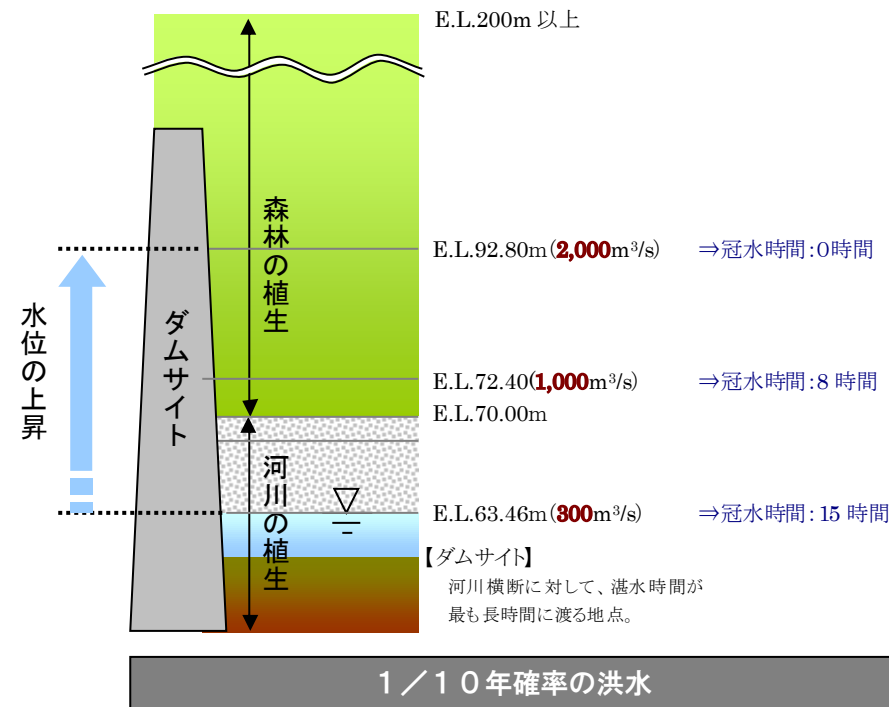 E.L.200m 以上
森林の植生
E.L.92.80m(2,000m³/s) ⇒冠水時間:0時間
水位の上昇
ダムサイト
E.L.72.40(1,000m³/s) ⇒冠水時間:8 時間
E.L.70.00m
河川の植生
E.L.63.46m(300m³/s) ⇒冠水時間:15 時間
【ダムサイト】
河川横断に対して、湛水時間が
最も長時間に渡る地点。
1/10年確率の洪水